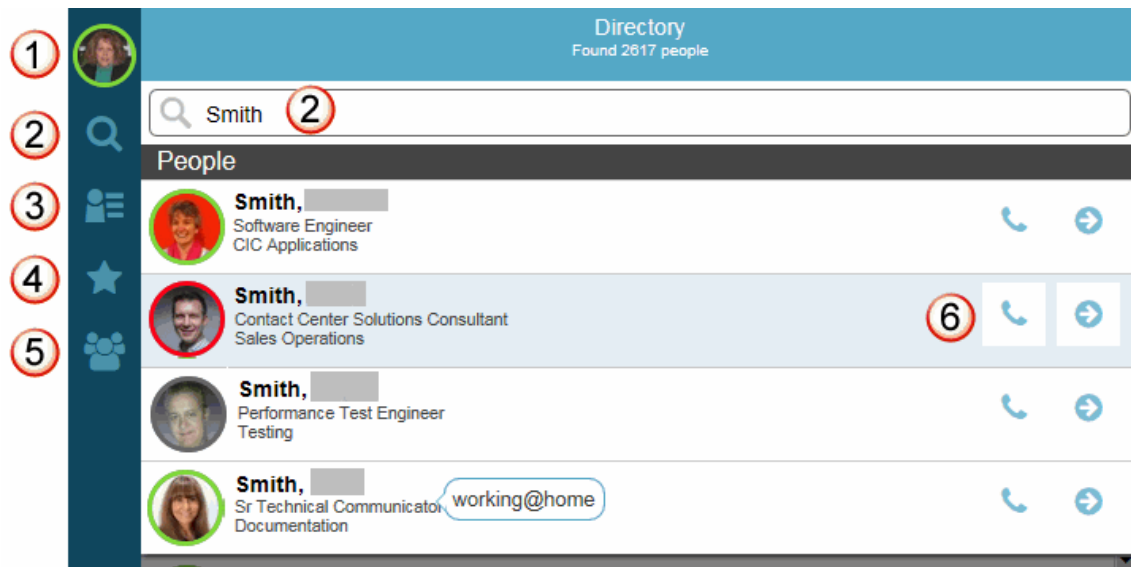 Directory
1
Found 2617 people
2
Smith 2
People
3
Smith,
Software Engineer
CIC Applications
4
Smith,
Contact Center Solutions Consultant
6
Sales Operations
5
Smith,
Performance Test Engineer
Testing
Smith,
Sr Technical Communicator
working@home
Documentation